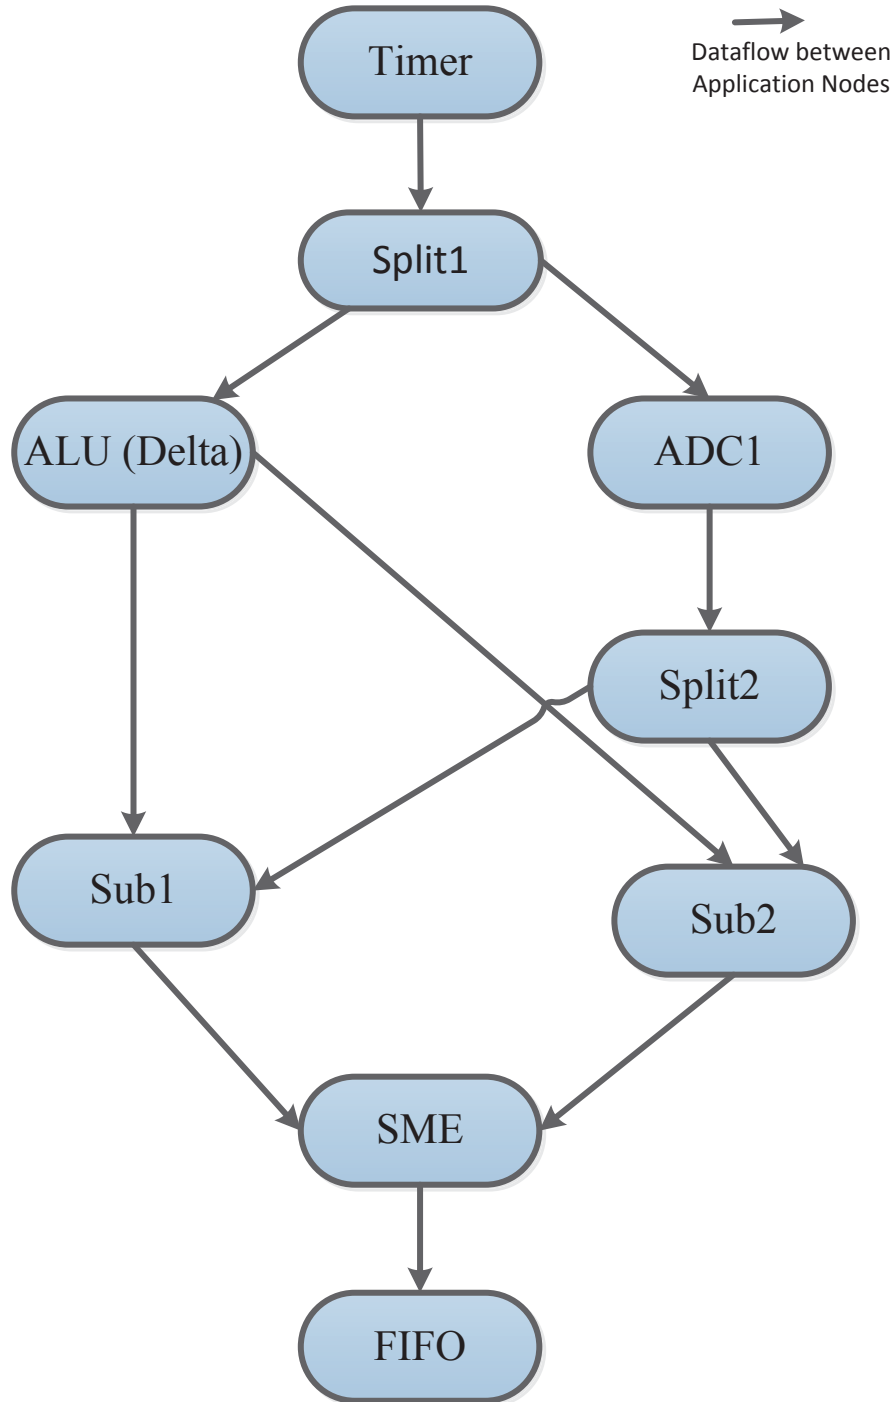 Timer
Dataflow between
Application Nodes
Split1
ALU (Delta)
ADC1
Split2
Sub1
Sub2
SME
FIFO